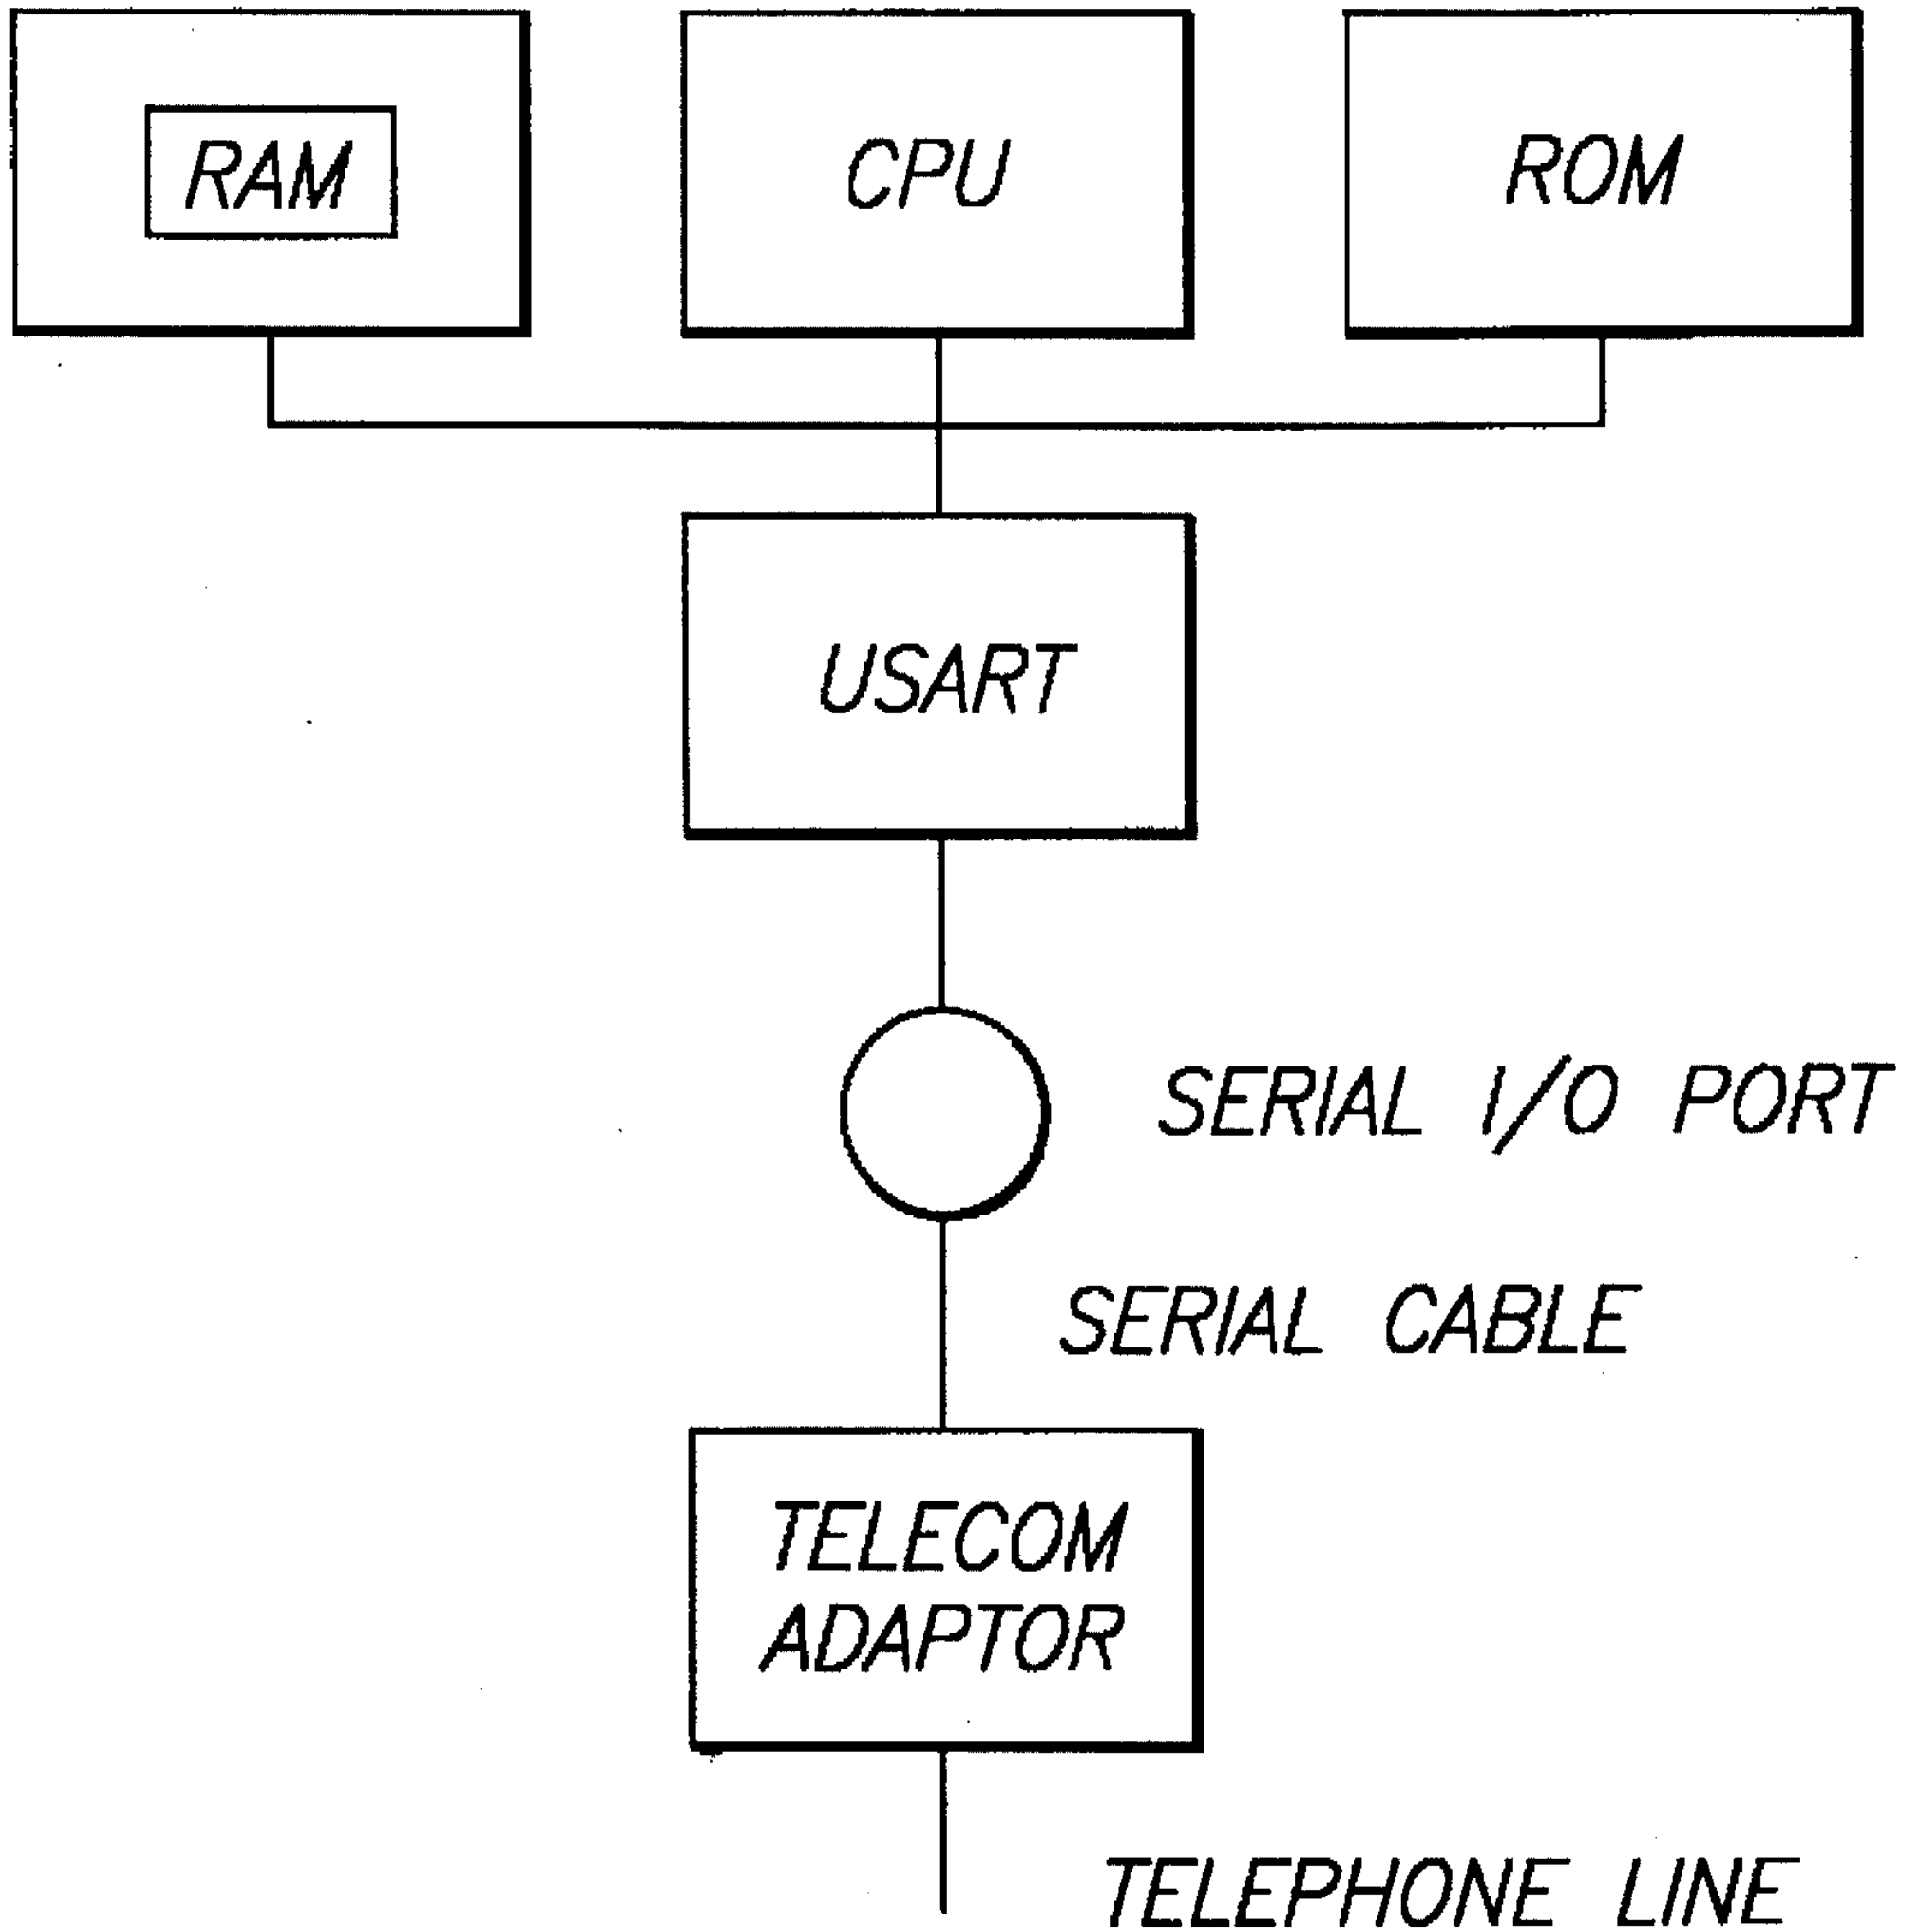 RAM
CPU
ROM
USART
SERIAL I/O PORT
SERIAL CABLE
TELECOM
ADAPTOR
TELEPHONE LINE